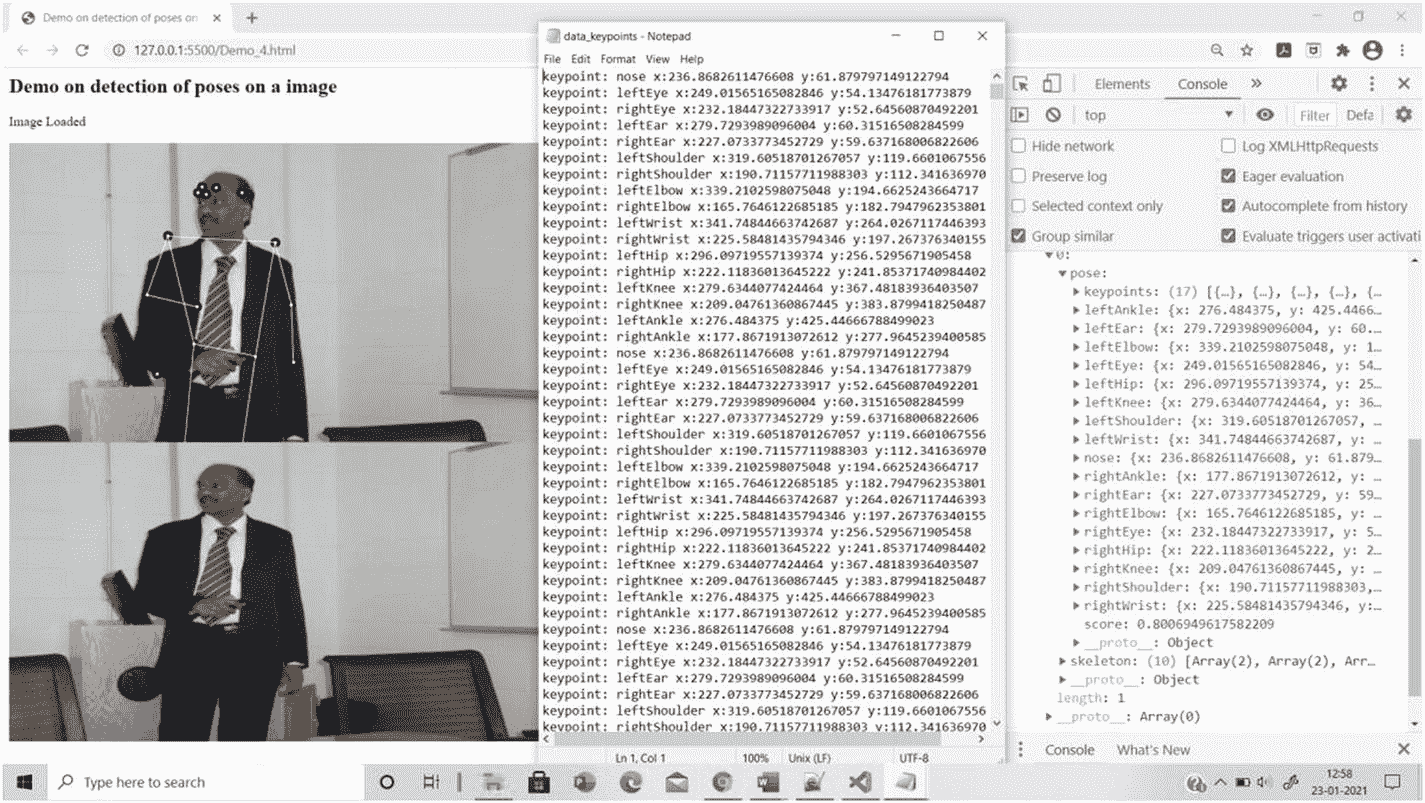 Demo on detection of poses on
127.0.0.1:5500/Demo_4.html
Demo on detection of poses on a image
Image Loaded
data_keypoints - Notepad
File Edit Format View Help
keypoint: nose x:236.8682611476608 y:61.879797149122794
keypoint: leftEye x:249.01565165082846 y:54.13476181773879
keypoint: rightEye x:232.18447322733917 y:52.64560870492201
keypoint: leftEar x:279.7293989096004 y:60.31516508284599
keypoint: rightEar x:227.0733773452729 y:59.637168006822606
keypoint: leftShoulder x:319.60518701267057 y:119.6601067556
keypoint: rightShoulder x:190.71157711988303 y:112.341636970
keypoint: leftElbow x:339.2102598075048 y:194.6625243664717
keypoint: rightElbow x:165.7646122685185 y:182.7947962353801
keypoint: leftWrist x:341.74844663742687 y:264.0267117446393
keypoint: rightWrist x:225.58481435794346 y:197.267376340155
keypoint: leftHip x:296.09719557139374 y:256.5295671905458
keypoint: rightHip x:222.11836013645222 y:241.85371740984402
keypoint: leftKnee x:279.6344077424464 y:367.48183936403507
keypoint: rightKnee x:209.04761360867445 y:383.8799418250487
keypoint: leftAnkle x:276.484375 y:425.44667 88499023
keypoint: rightAnkle x:177.8671913072612 y:277.9645239400585
keypoint: nose x:236.8682611476608 y:61.879797149122794
keypoint: leftEye x:249.01565165082846 y:54.13476181773879
keypoint: rightEye x:232.18447322733917 y:52.64560870492201
keypoint: leftEar x:279.7293989096004 y:60.31516508284599
keypoint: rightEar x:227.0733773452729 y:59.637168006822606
keypoint: leftShoulder x:319.60518701267057 y:119.6601067556
keypoint: rightShoulder x:190.71157711988303 y:112.341636970
keypoint: leftElbow x:339.2102598075048 y:194.6625243664717
keypoint: rightElbow x:165.7646122685185 y:182.7947962353801
keypoint: leftWrist x:341.74844663742687 y:264.0267117446393
keypoint: rightWrist x:225.58481435794346 y:197.267376340155
keypoint: leftHip x:296.09719557139374 y:256.5295671905458
keypoint: rightHip x:222.11836013645222 y:241.85371740984402
keypoint: leftKnee x:279.6344077424464 y:367.48183936403507
keypoint: rightKnee x:209.04761360867445 y:383.8799418250487
keypoint: leftAnkle x:276.484375 y:425.44666788499023
keypoint: rightAnkle x:177.8671913072612 y:277.9645239400585
keypoint: nose x:236.8682611476608 y:61.879797149122794
keypoint: leftEye x:249.01565165082846 y:54.13476181773879
keypoint: rightEye x:232.18447322733917 y:52.64560870492201
keypoint: leftEar x:279.7293989096004 y:60.31516508284599
keypoint: rightEar x:227.0733773452729 y:59.637168006822606
keypoint: leftShoulder x:319.60518701267057 y:119.6601067556
keypoint: rightShoulder x:190.71157711988303 y:112.341636970
Ln 1, Col 1 100% Unix (LF) UTF-8
Elements Console
top Filter Defa
Hide network Log XMLHttpRequests
Preserve log Eager evaluation
Selected context only Autocomplete from history
Group similar Evaluate triggers user activati
0:
pose:
keypoints: (17) [{…}, {…}, {…}, {…}, {…
leftAnkle: {x: 276.484375, y: 425.4466…
leftEar: {x: 279.7293989096004, y: 60.…
leftElbow: {x: 339.2102598075048, y: 1…
leftEye: {x: 249.01565165082846, y: 54…
leftHip: {x: 296.09719557139374, y: 25…
leftKnee: {x: 279.6344077424464, y: 36…
leftShoulder: {x: 319.60518701267057, …
leftWrist: {x: 341.74844663742687, y: …
nose: {x: 236.8682611476608, y: 61.879…
rightAnkle: {x: 177.8671913072612, y: …
rightEar: {x: 227.0733773452729, y: 59…
rightElbow: {x: 165.7646122685185, y: …
rightEye: {x: 232.18447322733917, y: 5…
rightHip: {x: 222.11836013645222, y: 2…
rightKnee: {x: 209.04761360867445, y: …
rightShoulder: {x: 190.71157711988303,…
rightWrist: {x: 225.58481435794346, y:…
score: 0.8006949617582209
__proto__: Object
skeleton: (10) [Array(2), Array(2), Arr…
__proto__: Object
length: 1
__proto__: Array(0)
Console What's New
Type here to search
12:58
23-01-2021